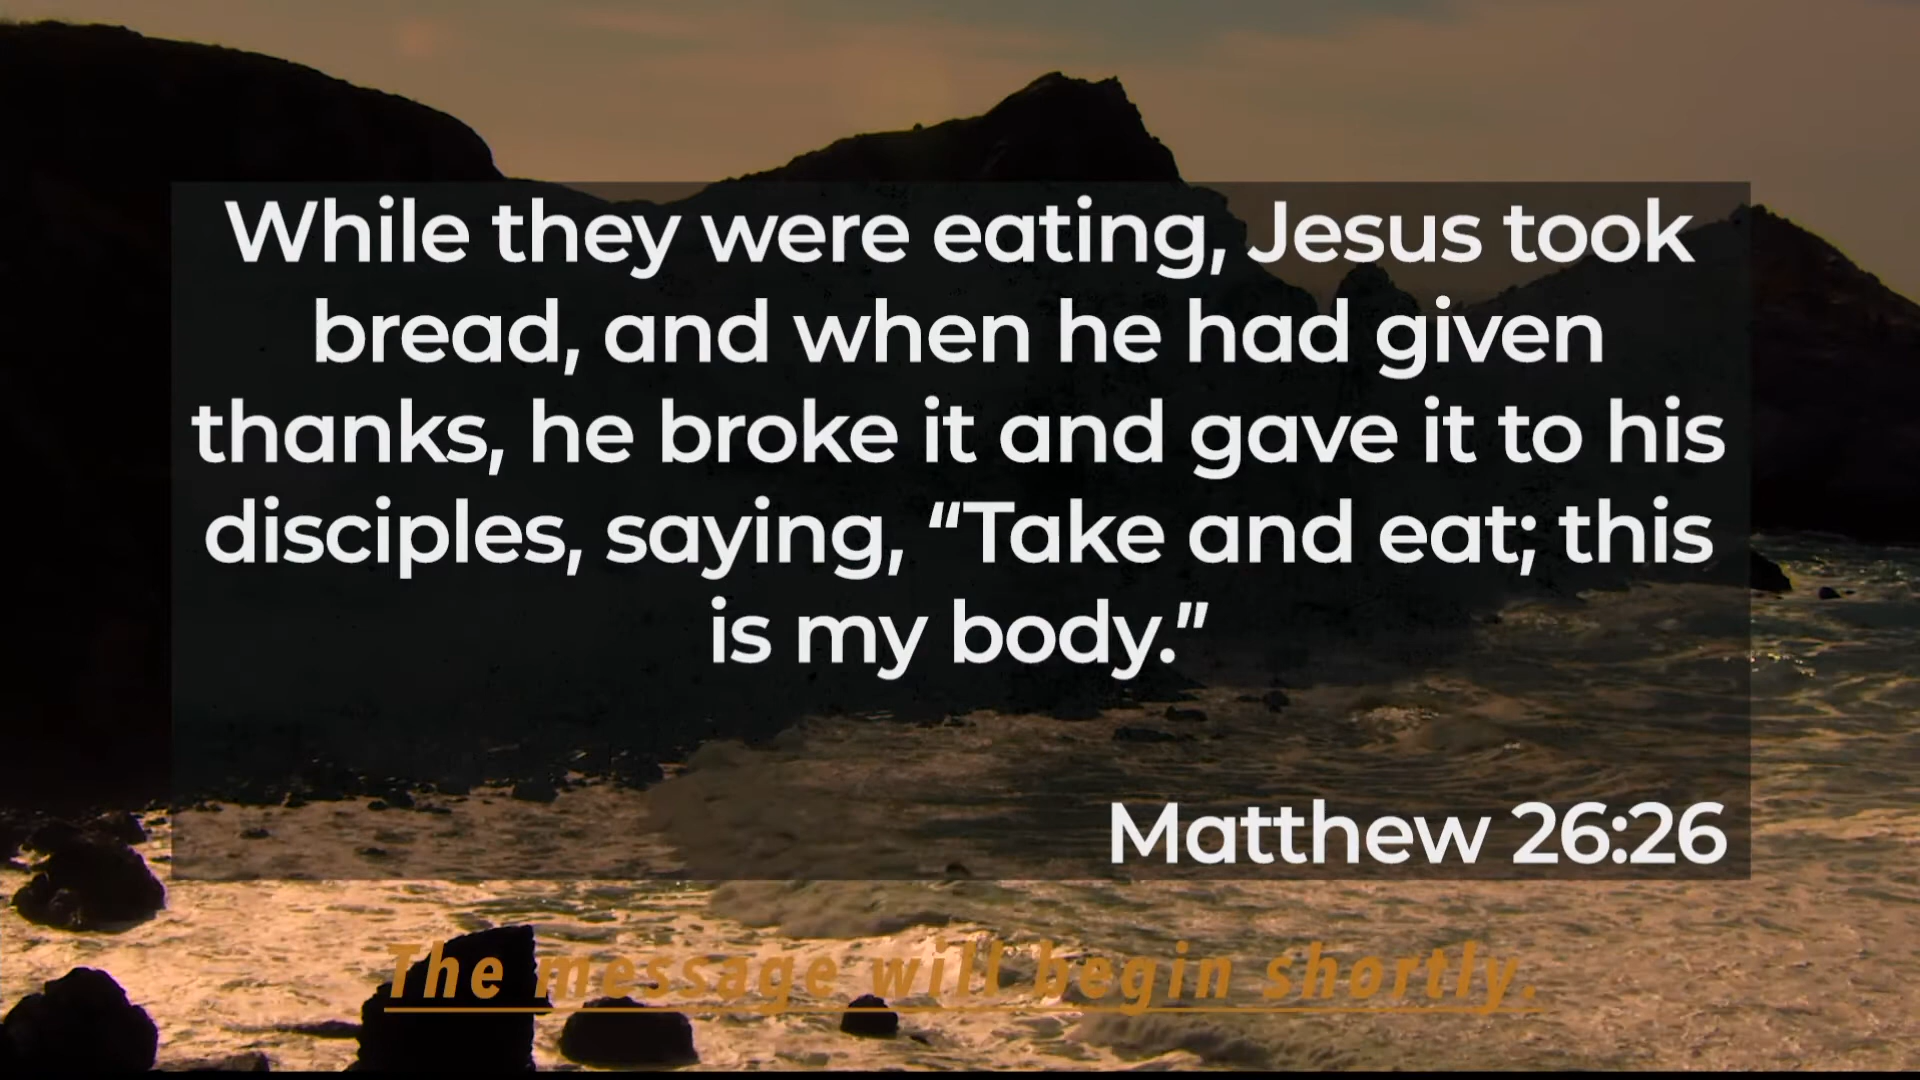 While they were eating, Jesus took
bread, and when he had given
thanks, he broke it and gave it to his
disciples, saying, “Take and eat; this
is my body.”
Matthew 26:26
The message will begin shortly.